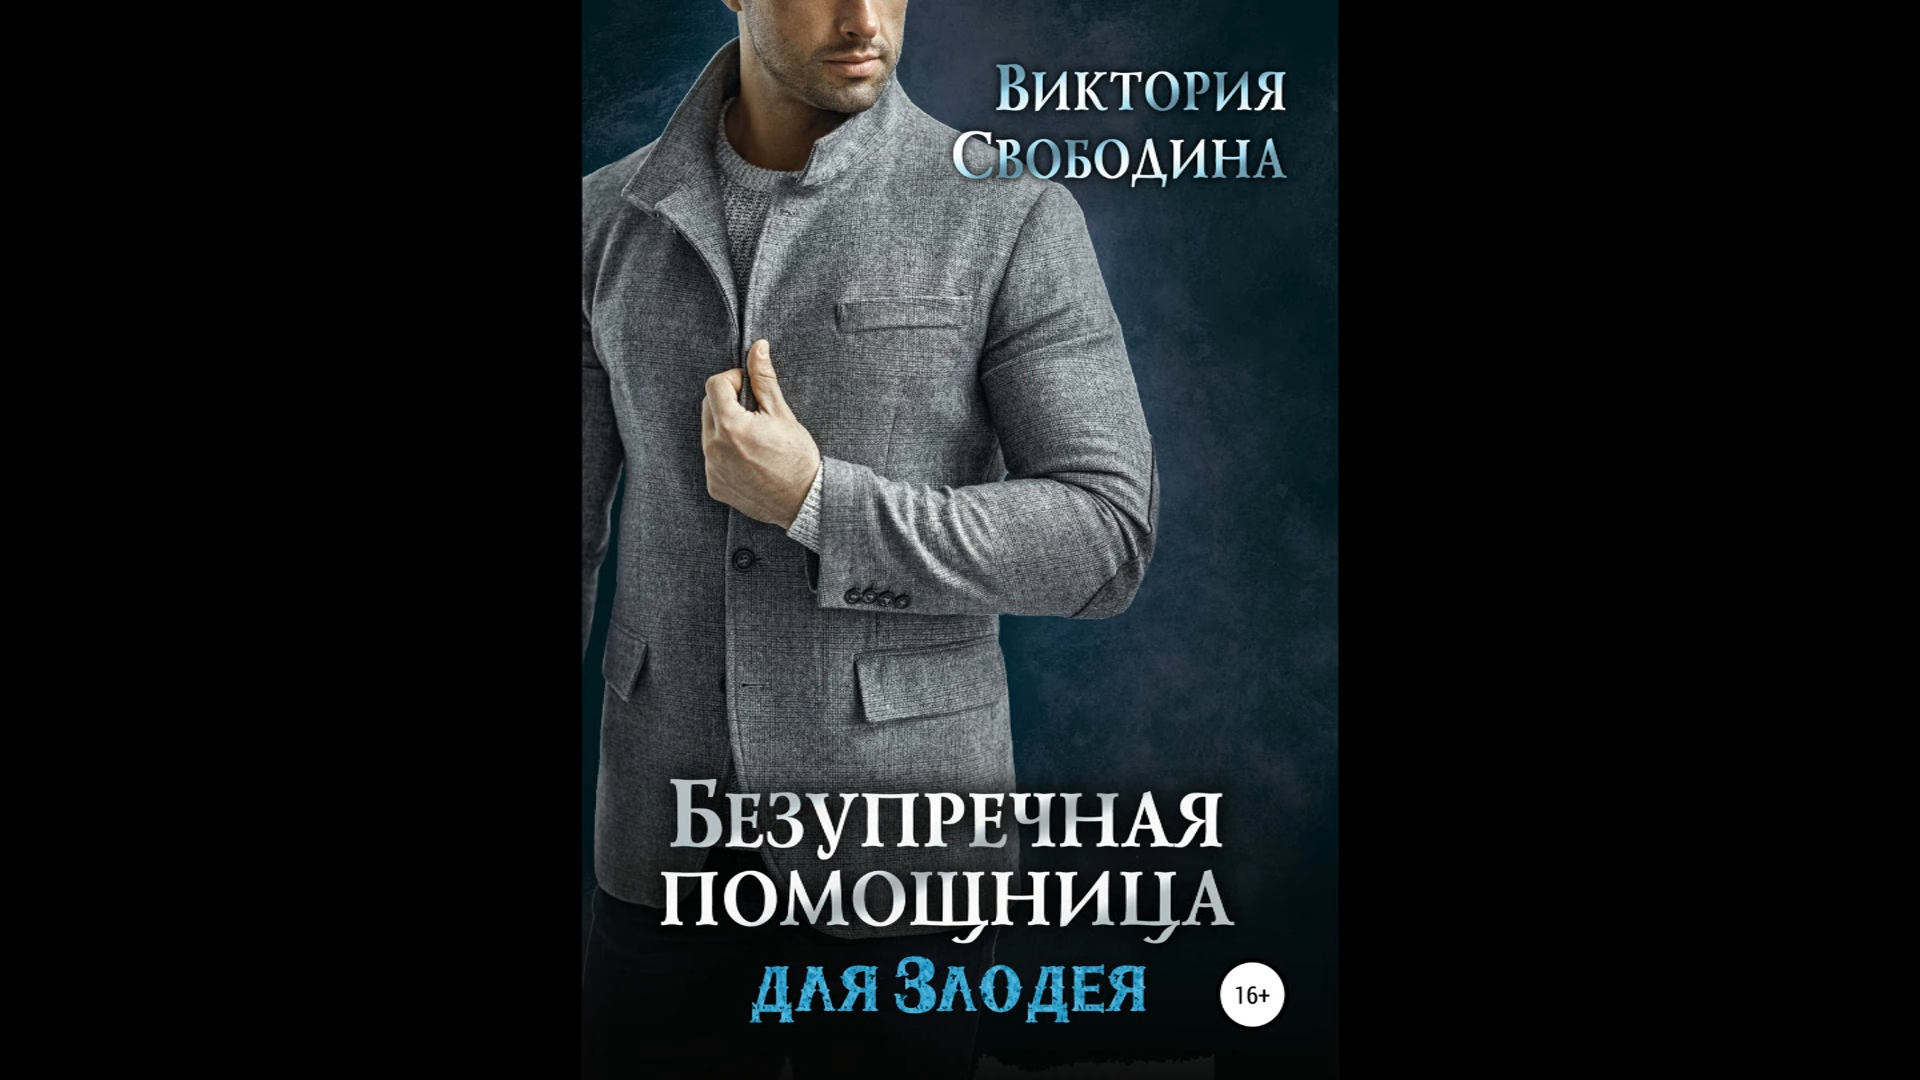 Виктория
Свободина
Безупречная
помощница
для Злодея
16+